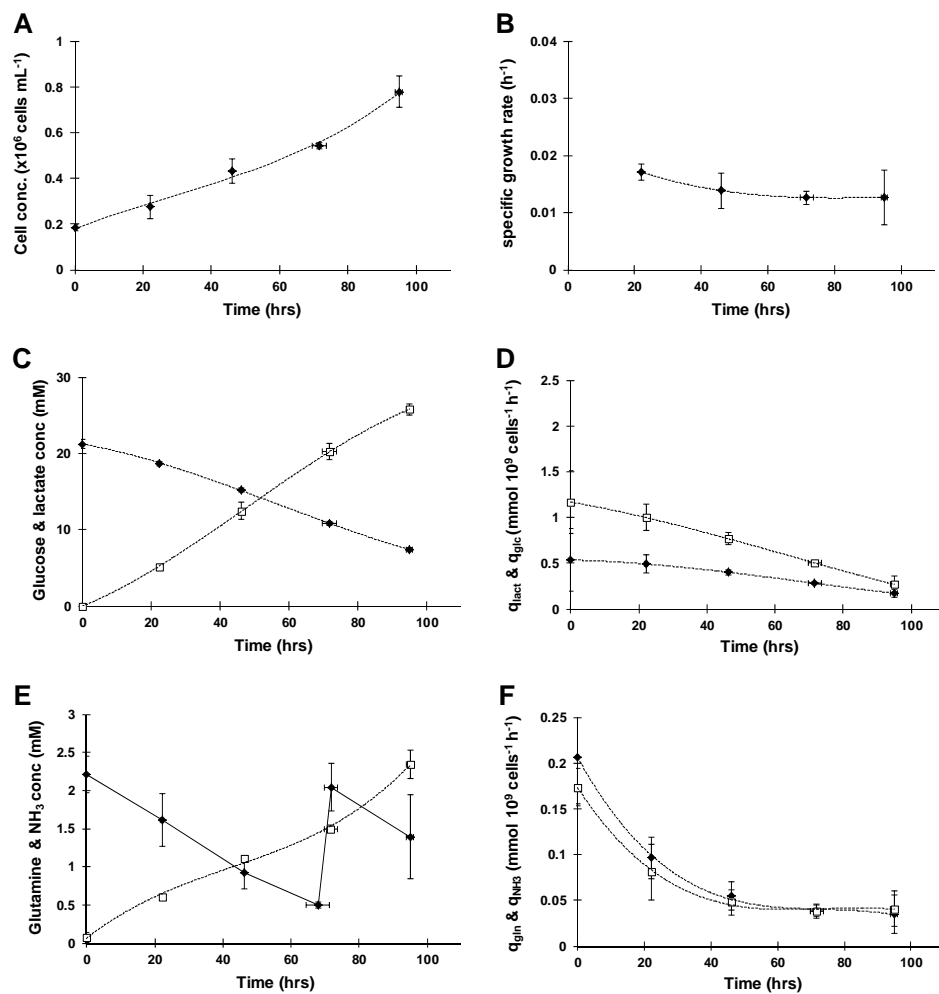 A
Cell conc. (x10⁶ cells mL⁻¹)
1
0.8
0.6
0.4
0.2
0
0 20 40 60 80 100
Time (hrs)
B
specific growth rate (h⁻¹)
0.04
0.03
0.02
0.01
0.00
0 20 40 60 80 100
Time (hrs)
C
Glucose & lactate conc (mM)
30
20
10
0
0 20 40 60 80 100
Time (hrs)
D
q_lact & q_glc (mmol 10⁹ cells⁻¹ h⁻¹)
2.5
2
1.5
1
0.5
0
0 20 40 60 80 100
Time (hrs)
E
Glutamine & NH₃ conc (mM)
3
2.5
2
1.5
1
0.5
0
0 20 40 60 80 100
Time (hrs)
F
q_gln & q_NH3 (mmol 10⁹ cells⁻¹ h⁻¹)
0.25
0.2
0.15
0.1
0.05
0
0 20 40 60 80 100
Time (hrs)